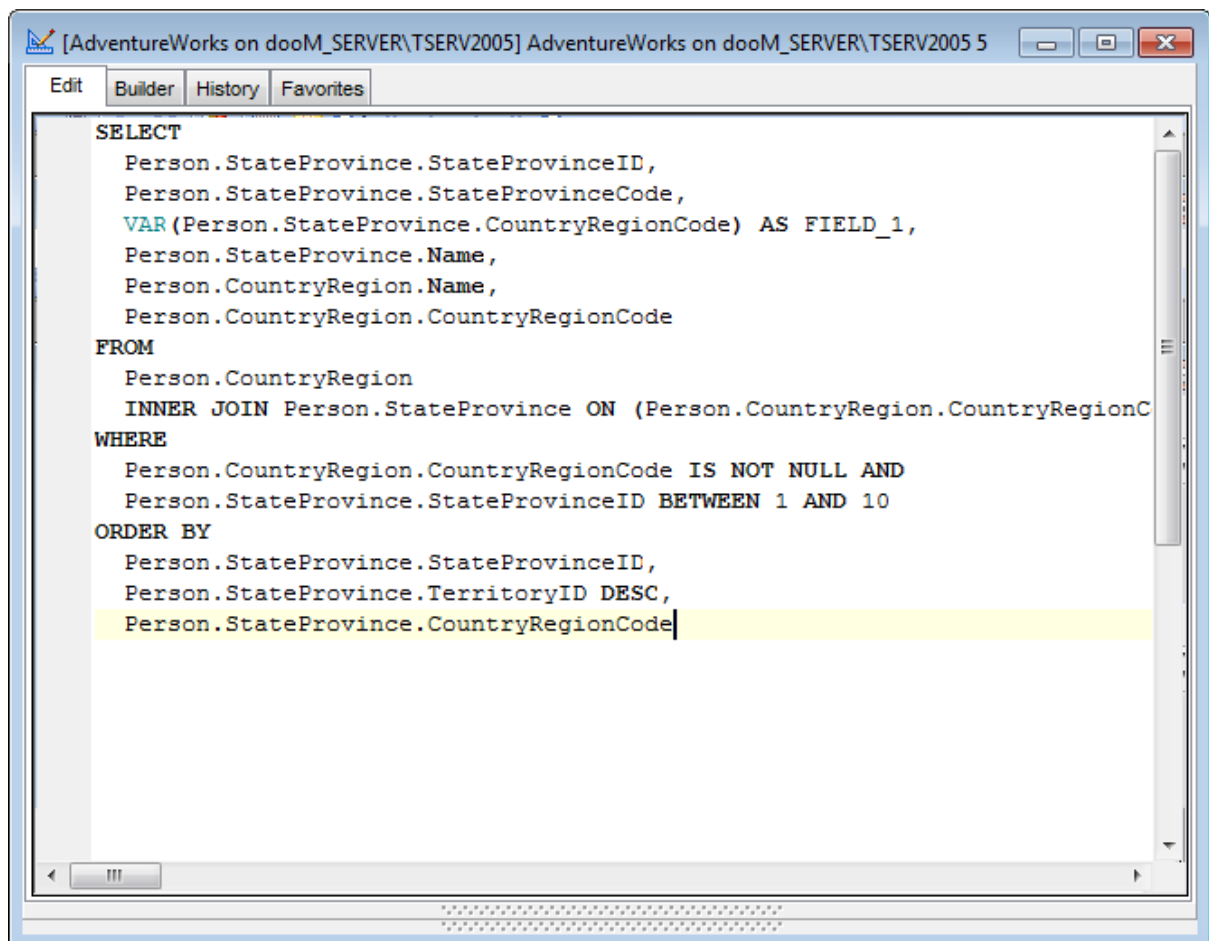 [AdventureWorks on dooM_SERVER\TSERV2005] AdventureWorks on dooM_SERVER\TSERV2005 5
Edit Builder History Favorites
SELECT
Person.StateProvince.StateProvinceID,
Person.StateProvince.StateProvinceCode,
VAR(Person.StateProvince.CountryRegionCode) AS FIELD_1,
Person.StateProvince.Name,
Person.CountryRegion.Name,
Person.CountryRegion.CountryRegionCode
FROM
Person.CountryRegion
INNER JOIN Person.StateProvince ON (Person.CountryRegion.CountryRegionC
WHERE
Person.CountryRegion.CountryRegionCode IS NOT NULL AND
Person.StateProvince.StateProvinceID BETWEEN 1 AND 10
ORDER BY
Person.StateProvince.StateProvinceID,
Person.StateProvince.TerritoryID DESC,
Person.StateProvince.CountryRegionCode